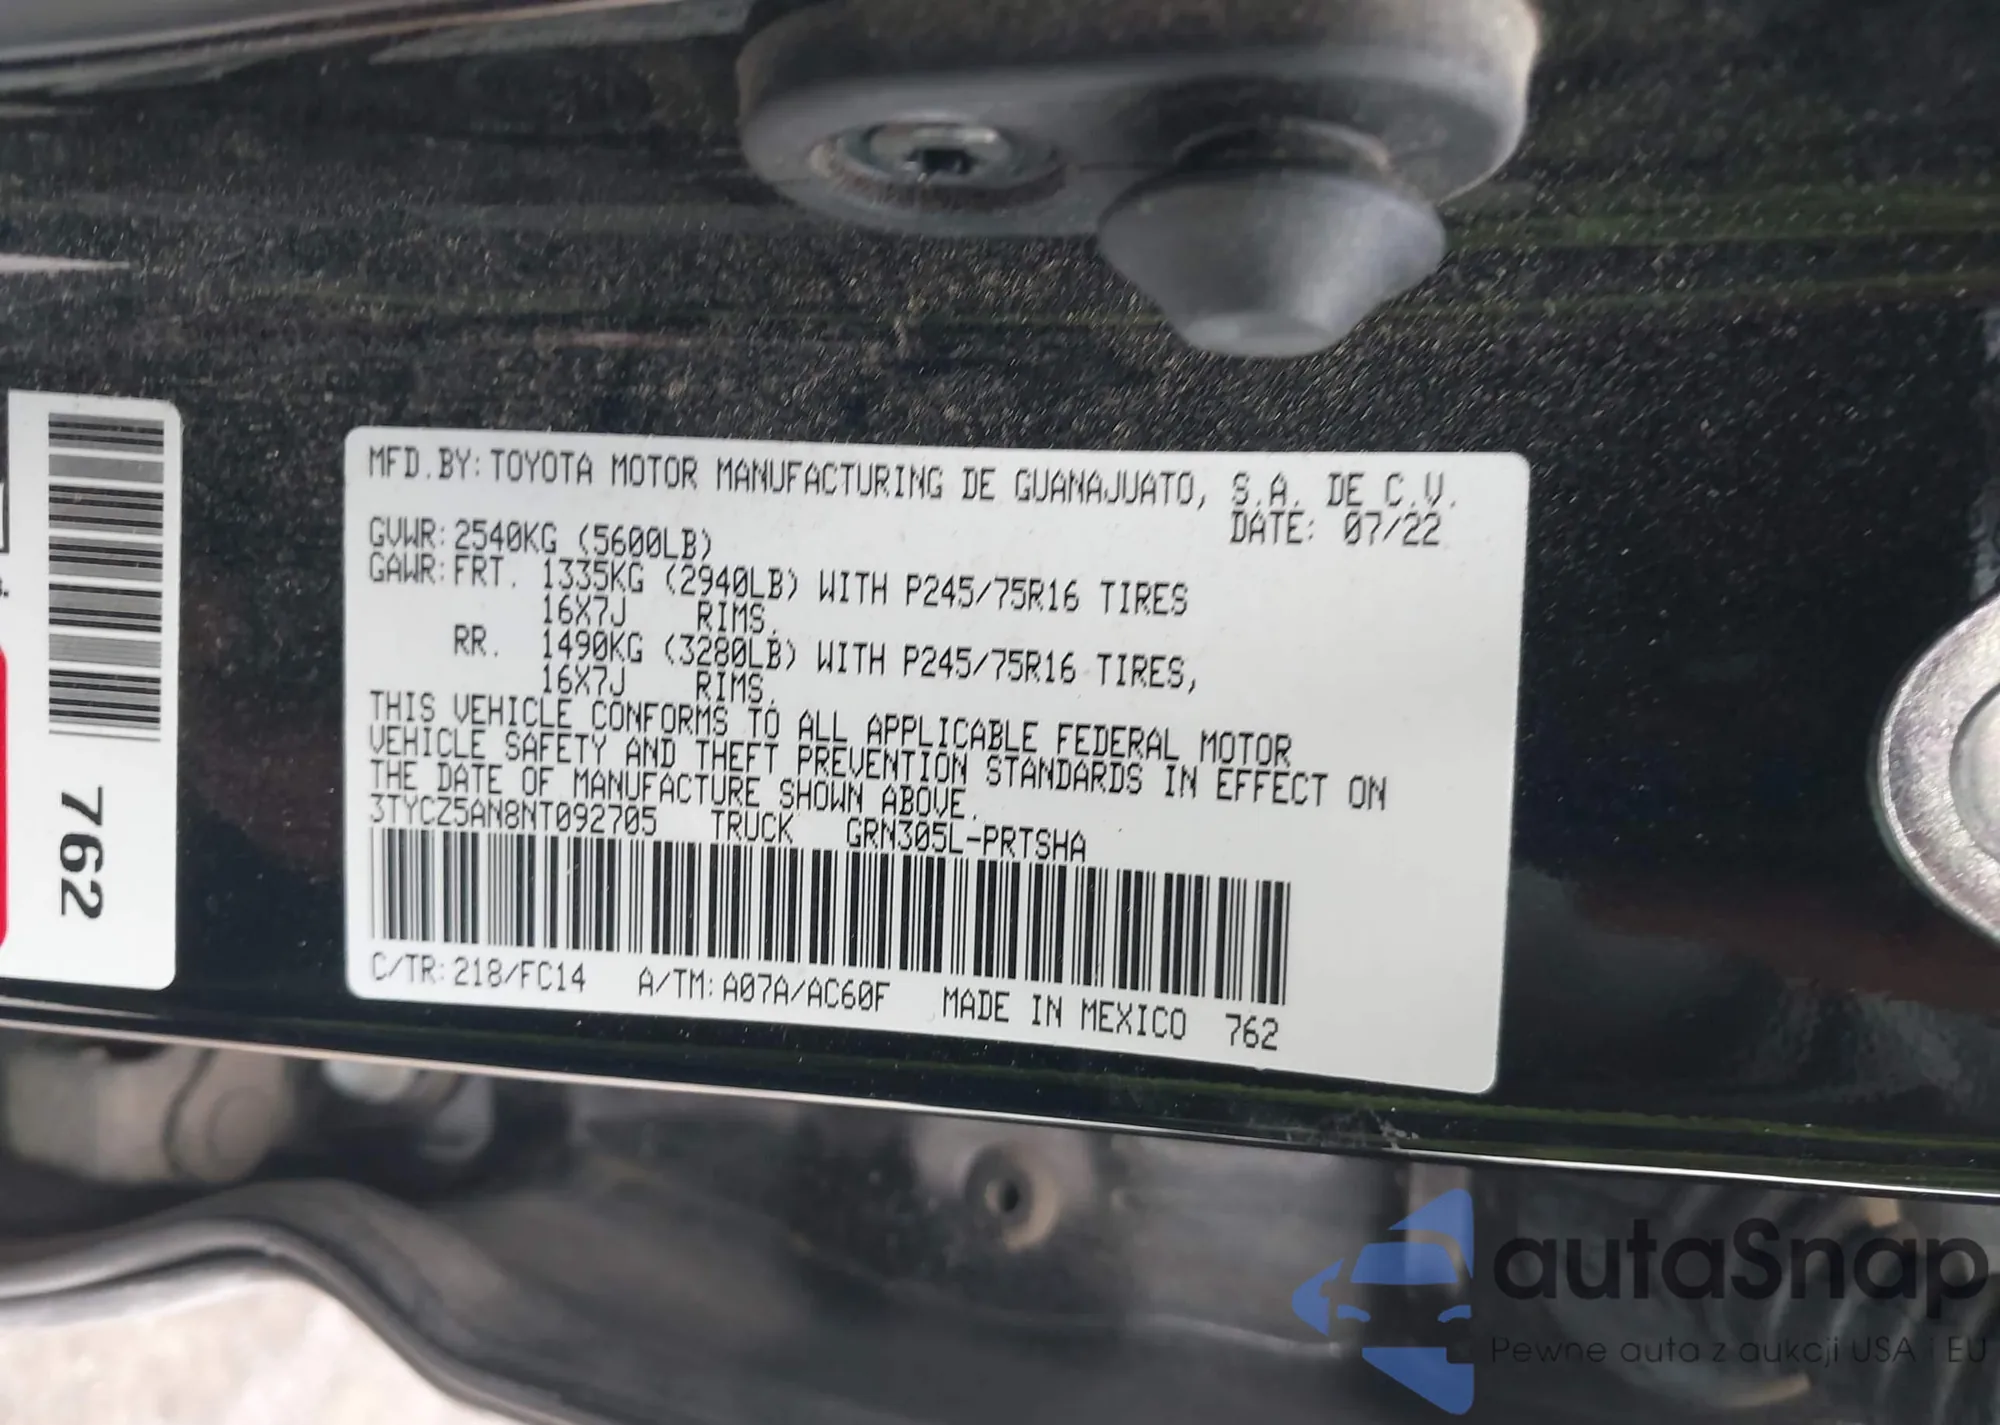 MFD.BY:TOYOTA MOTOR MANUFACTURING DE GUANAJUATO, S.A. DE C.V.
GVWR:2540KG (5600LB) DATE: 07/22
GAWR:FRT. 1335KG (2940LB) WITH P245/75R16 TIRES
16X7J RIMS,
RR. 1490KG (3280LB) WITH P245/75R16 TIRES,
16X7J RIMS.
THIS VEHICLE CONFORMS TO ALL APPLICABLE FEDERAL MOTOR
VEHICLE SAFETY AND THEFT PREVENTION STANDARDS IN EFFECT ON
THE DATE OF MANUFACTURE SHOWN ABOVE.
3TYCZ5AN8NT092705 TRUCK GRN305L-PRTSHA
C/TR:218/FC14 A/TM:A07A/AC60F MADE IN MEXICO 762
762
autaSnap
Pewne auta z aukcji USA i EU